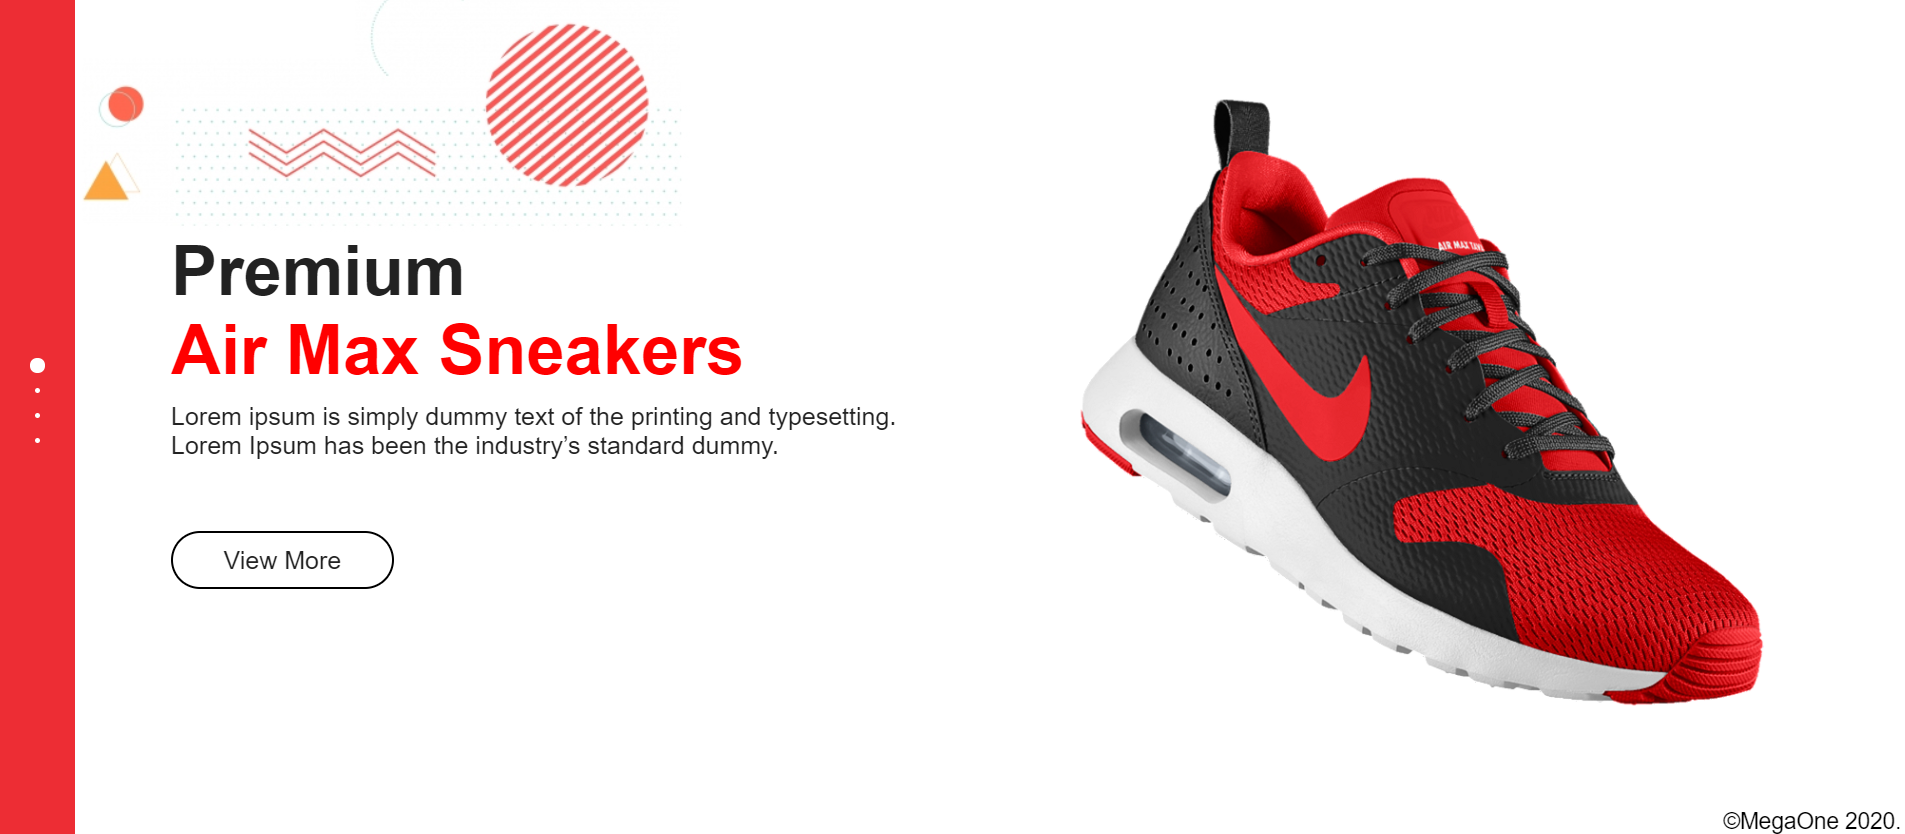 Premium
Air Max Sneakers
Lorem ipsum is simply dummy text of the printing and typesetting.
Lorem Ipsum has been the industry’s standard dummy.
View More
AIR MAX
©MegaOne 2020.